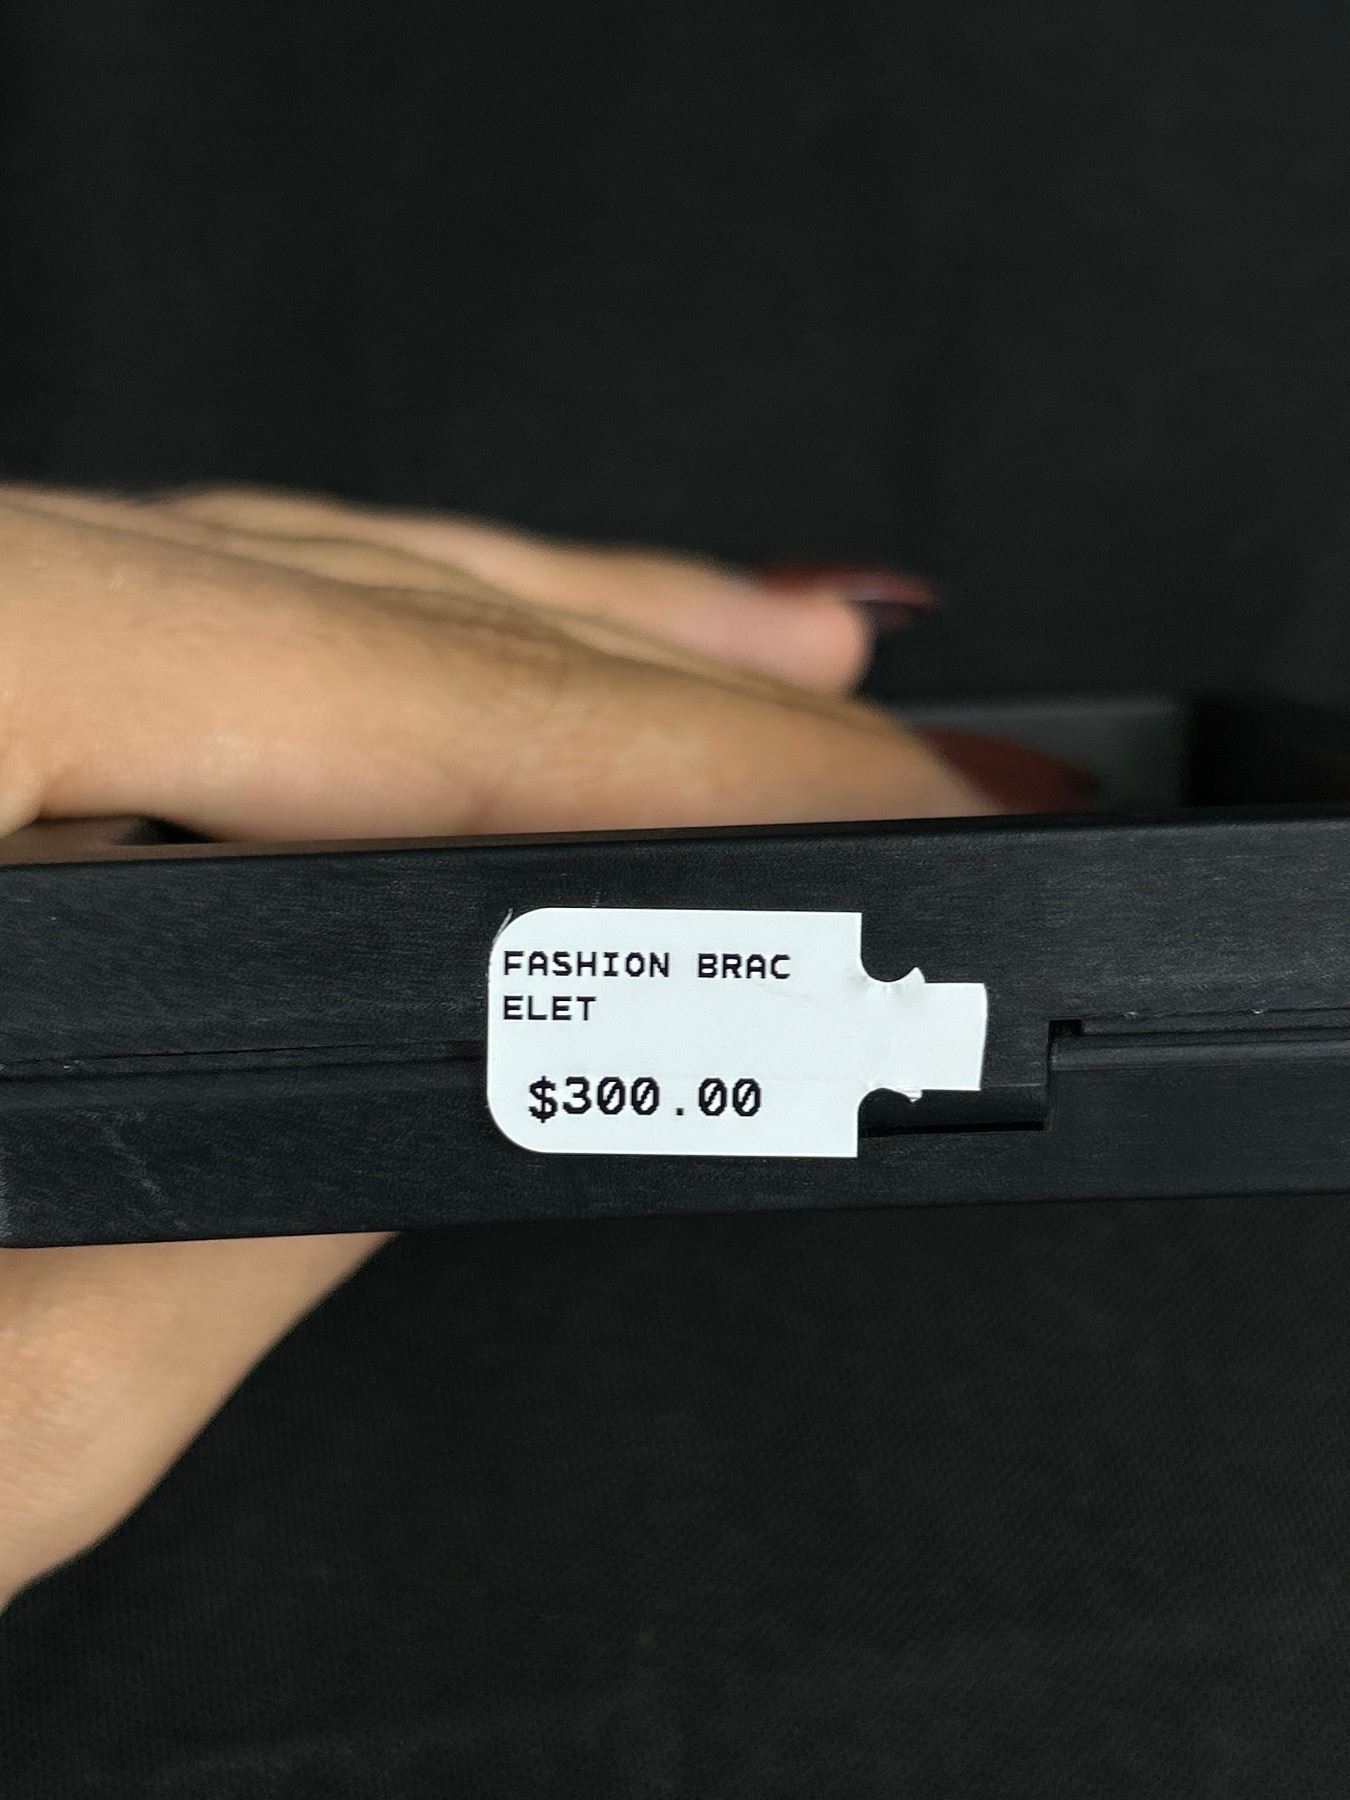 FASHION BRAC
ELET
$300.00